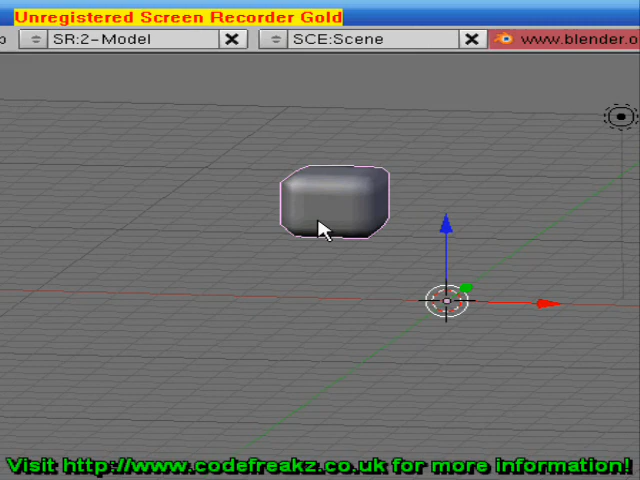 Unregistered Screen Recorder Gold
SR:2-Model
SCE:Scene
www.blender.o
Visit http://www.codefreakz.co.uk for more information!